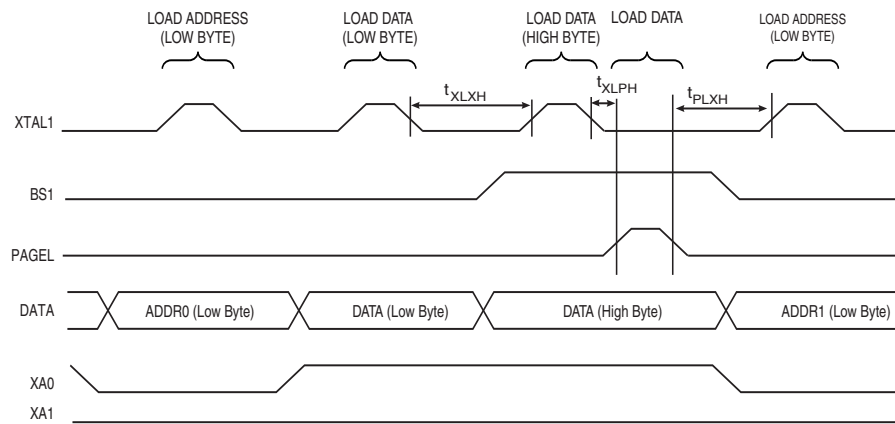 LOAD ADDRESS
(LOW BYTE)
LOAD DATA
(LOW BYTE)
LOAD DATA
(HIGH BYTE)
LOAD DATA
LOAD ADDRESS
(LOW BYTE)
tXLXH
tXLPH
tPLXH
XTAL1
BS1
PAGEL
DATA
ADDR0 (Low Byte)
DATA (Low Byte)
DATA (High Byte)
ADDR1 (Low Byte)
XA0
XA1